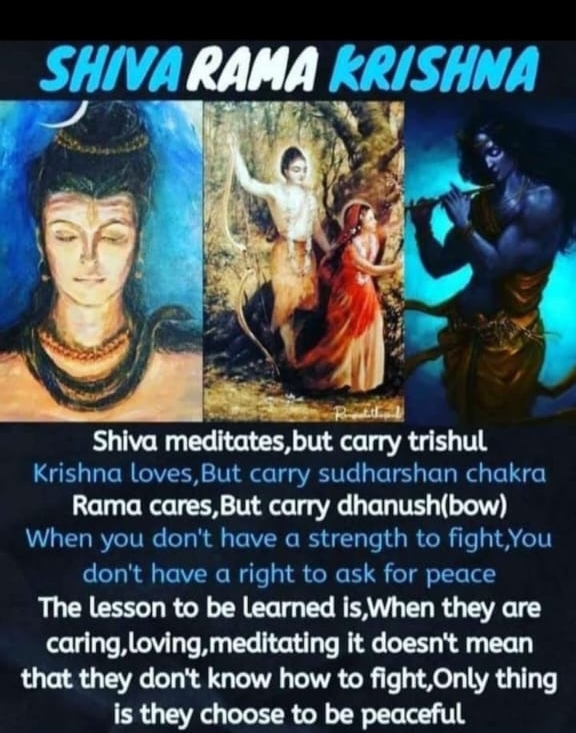 SHIVA RAMA KRISHNA
Shiva meditates,but carry trishul
Krishna loves,But carry sudharshan chakra
Rama cares,But carry dhanush(bow)
When you don't have a strength to fight,You
don't have a right to ask for peace
The lesson to be learned is,When they are
caring,loving,meditating it doesn't mean
that they don't know how to fight,Only thing
is they choose to be peaceful